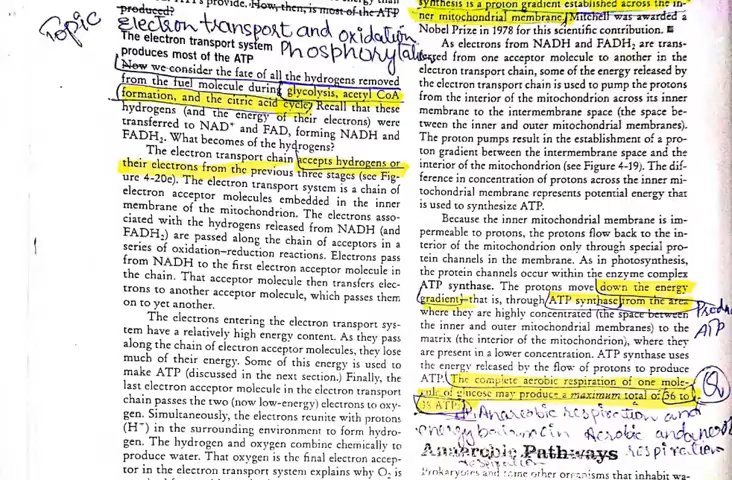 TOPIC
produced?
provide. How, then, is most of the ATP
Electron transport and oxidation
Phosphorylation
The electron transport system
produces most of the ATP
Now we consider the fate of all the hydrogens removed
from the fuel molecule during glycolysis, acetyl CoA
formation, and the citric acid cycle. Recall that these
hydrogens (and the energy of their electrons) were
transferred to NAD⁺ and FAD, forming NADH and
FADH₂. What becomes of the hydrogens?
The electron transport chain accepts hydrogens or
their electrons from the previous three stages (see Fig-
ure 4-20e). The electron transport system is a chain of
electron acceptor molecules embedded in the inner
membrane of the mitochondrion. The electrons asso-
ciated with the hydrogens released from NADH (and
FADH₂) are passed along the chain of acceptors in a
series of oxidation–reduction reactions. Electrons pass
from NADH to the first electron acceptor molecule in
the chain. That acceptor molecule then transfers elec-
trons to another acceptor molecule, which passes them
on to yet another.
The electrons entering the electron transport sys-
tem have a relatively high energy content. As they pass
along the chain of electron acceptor molecules, they lose
much of their energy. Some of this energy is used to
make ATP (discussed in the next section.) Finally, the
last electron acceptor molecule in the electron transport
chain passes the two (now low-energy) electrons to oxy-
gen. Simultaneously, the electrons reunite with protons
(H⁺) in the surrounding environment to form hydro-
gen. The hydrogen and oxygen combine chemically to
produce water. That oxygen is the final electron accep-
tor in the electron transport system explains why O₂ is
synthesis is a proton gradient established across the in-
ner mitochondrial membrane. Mitchell was awarded a
Nobel Prize in 1978 for this scientific contribution. ■
As electrons from NADH and FADH₂ are trans-
ferred from one acceptor molecule to another in the
electron transport chain, some of the energy released by
the electron transport chain is used to pump the protons
from the interior of the mitochondrion across its inner
membrane to the intermembrane space (the space be-
tween the inner and outer mitochondrial membranes).
The proton pumps result in the establishment of a pro-
ton gradient between the intermembrane space and the
interior of the mitochondrion (see Figure 4-19). The dif-
ference in concentration of protons across the inner mi-
tochondrial membrane represents potential energy that
is used to synthesize ATP.
Because the inner mitochondrial membrane is im-
permeable to protons, the protons flow back to the in-
terior of the mitochondrion only through special pro-
tein channels in the membrane. As in photosynthesis,
the protein channels occur within the enzyme complex
ATP synthase. The protons move down the energy
gradient—that is, through ATP synthase from the area
where they are highly concentrated (the space between
the inner and outer mitochondrial membranes) to the
matrix (the interior of the mitochondrion), where they
are present in a lower concentration. ATP synthase uses
the energy released by the flow of protons to produce
ATP. The complete aerobic respiration of one mole-
cule of glucose may produce a maximum total of 36 to
38 ATP.
ATP
Q
Anaerobic respiration and
energy in Aerobic and
respiration
Anaerobic Pathways
respiration
Prokaryotes and some other organisms that inhabit wa-